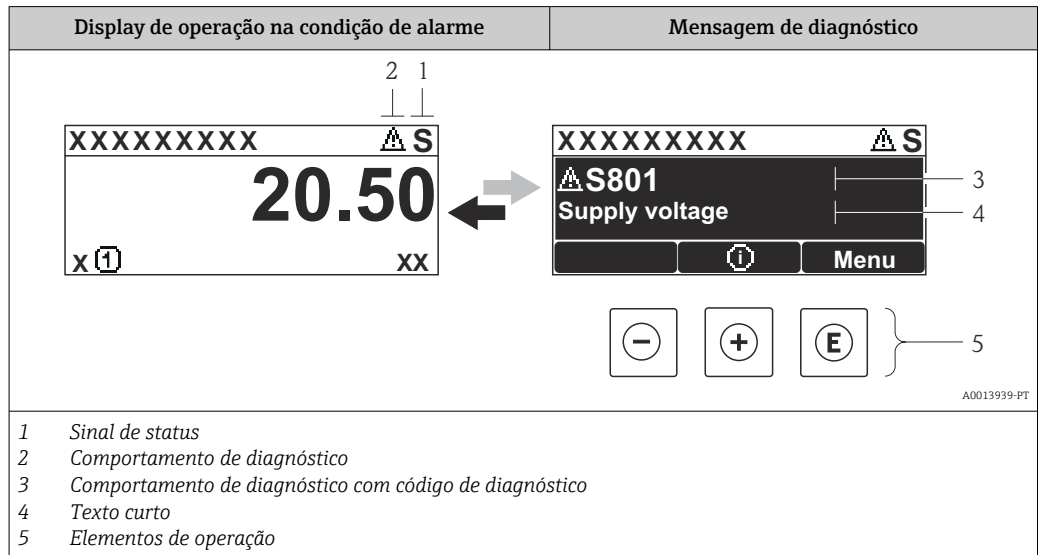 Display de operação na condição de alarme
Mensagem de diagnóstico
2 1
XXXXXXXXX S
20.50
X 1 XX
XXXXXXXXX S
S801
3
Supply voltage
4
i Menu
- + E
5
A0013939-PT
1 Sinal de status
2 Comportamento de diagnóstico
3 Comportamento de diagnóstico com código de diagnóstico
4 Texto curto
5 Elementos de operação